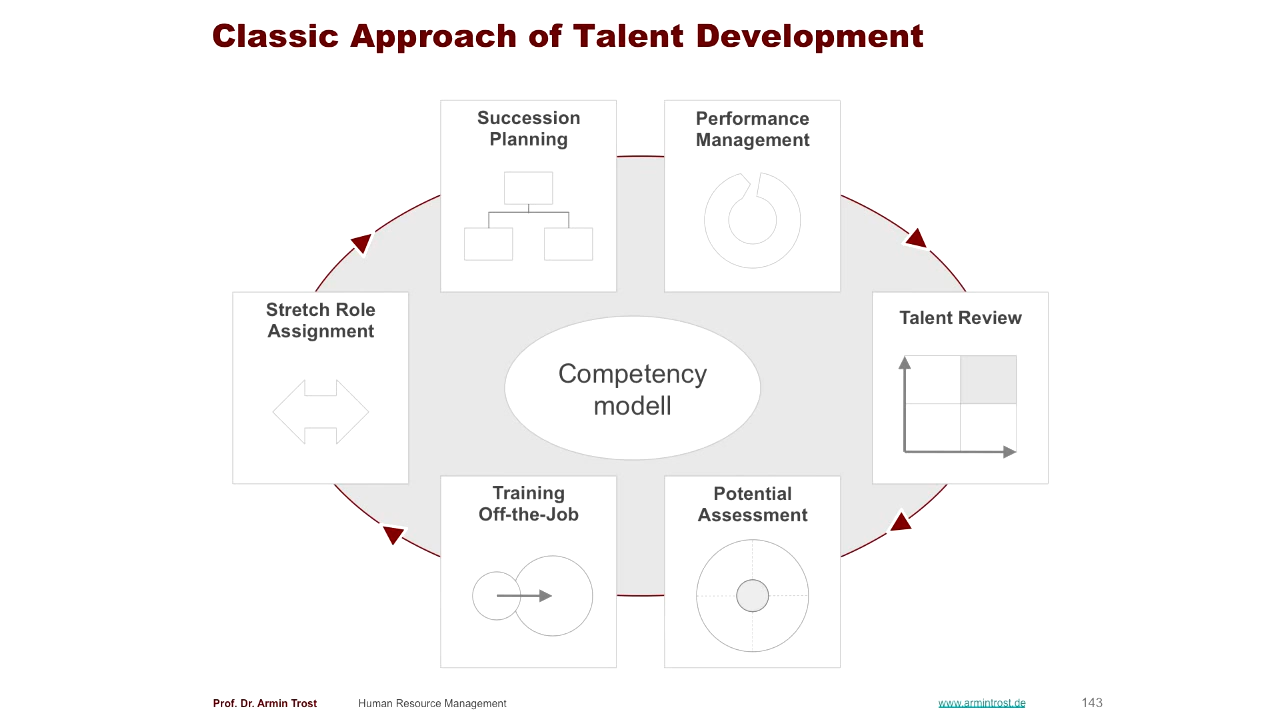 Classic Approach of Talent Development
Succession
Planning
Performance
Management
Stretch Role
Assignment
Talent Review
Competency
modell
Training
Off-the-Job
Potential
Assessment
Prof. Dr. Armin Trost
Human Resource Management
www.armintrost.de
143